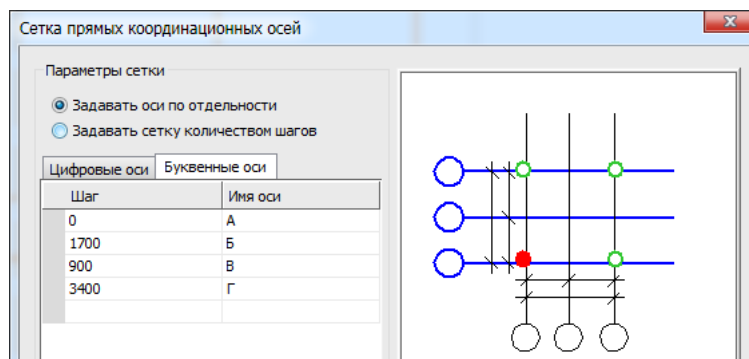 Сетка прямых координационных осей
Параметры сетки
Задавать оси по отдельности
Задавать сетку количеством шагов
Цифровые оси Буквенные оси
Шаг Имя оси
0 А
1700 Б
900 В
3400 Г